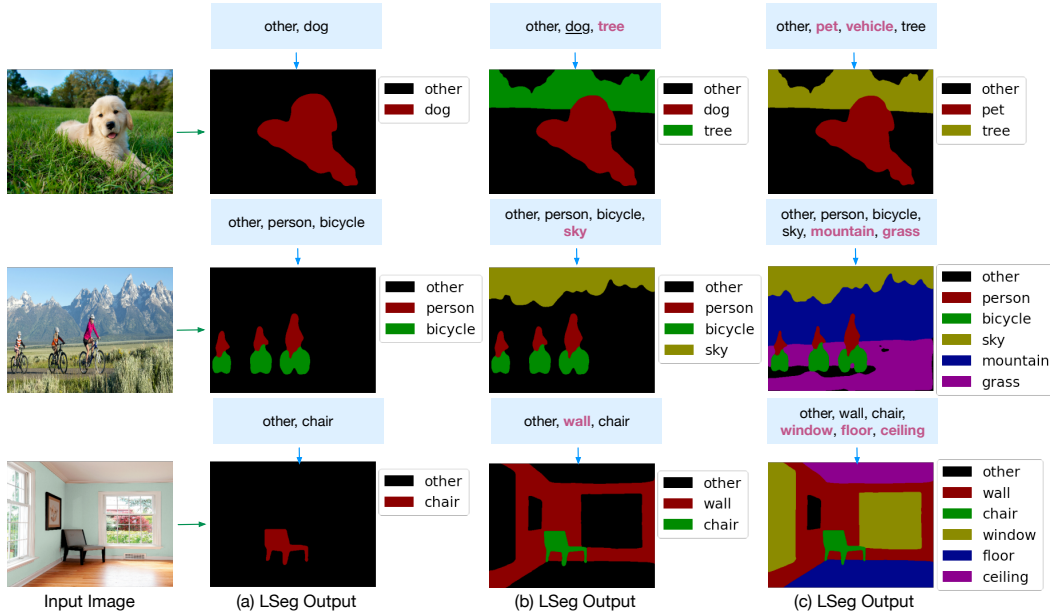 other, dog
other, dog, tree
other, pet, vehicle, tree
other
dog
other
dog
tree
other
pet
tree
other, person, bicycle
other, person, bicycle,
sky
other, person, bicycle,
sky, mountain, grass
other
person
bicycle
other
person
bicycle
sky
other
person
bicycle
sky
mountain
grass
other, chair
other, wall, chair
other, wall, chair,
window, floor, ceiling
other
chair
other
wall
chair
other
wall
chair
window
floor
ceiling
Input Image
(a) LSeg Output
(b) LSeg Output
(c) LSeg Output